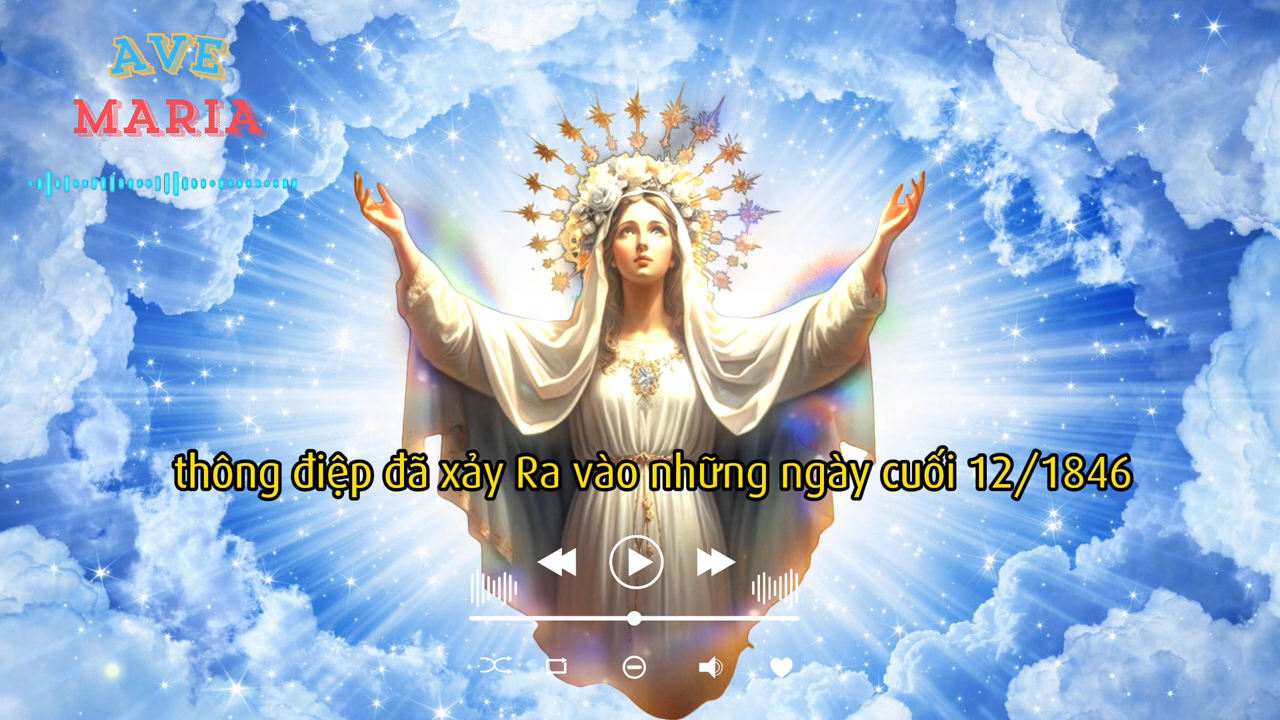 AVE
MARIA
thông điệp đã xảy Ra vào những ngày cuối 12/1846